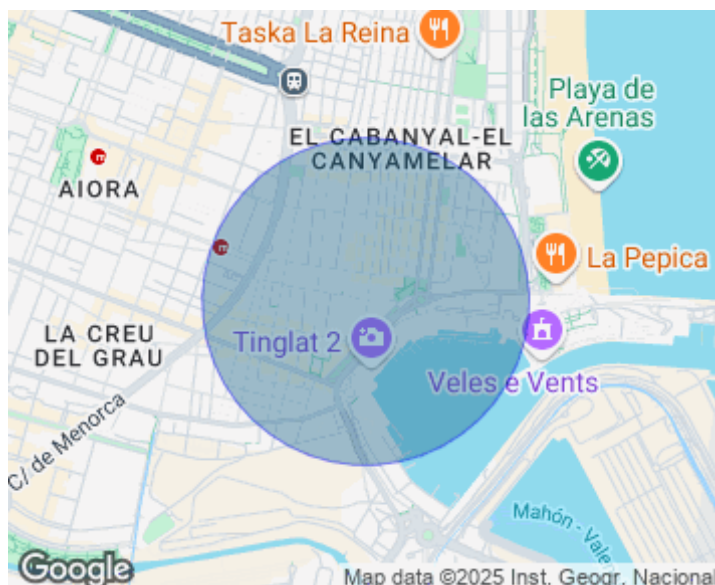 Taska La Reina
Playa de
las Arenas
EL CABANYAL-EL
CANYAMELAR
AIORA
La Pepica
Tinglat 2
LA CREU
DEL GRAU
Veles e Vents
C/ de Menorca
Mahón - Vale
Google
Map data ©2025 Inst. Geogr. Nacional